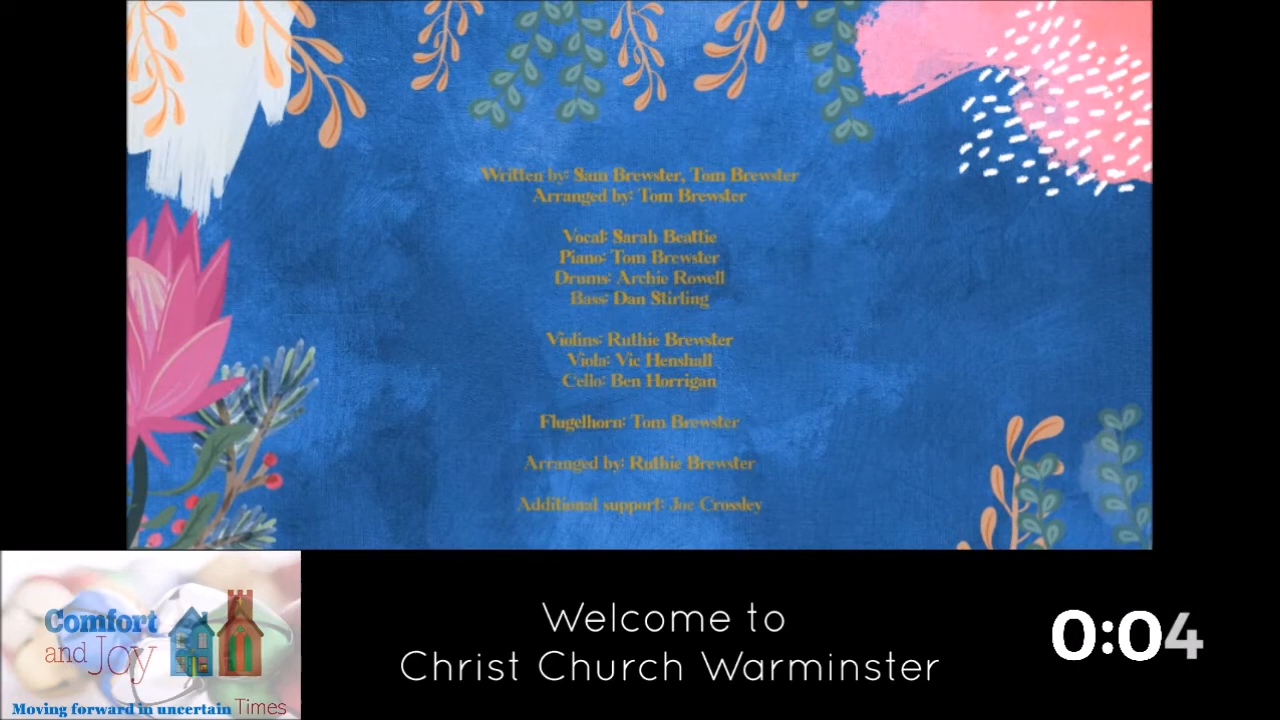 Written by: Sam Brewster, Tom Brewster
Arranged by: Tom Brewster
Vocal: Sarah Beattie
Piano: Tom Brewster
Drums: Archie Rowell
Bass: Dan Stirling
Violins: Ruthie Brewster
Viola: Vic Henshall
Cello: Ben Horrigan
Flugelhorn: Tom Brewster
Arranged by: Ruthie Brewster
Additional support: Joe Crossley
Comfort
and Joy
Moving forward in uncertain Times
Welcome to
Christ Church Warminster
0:04